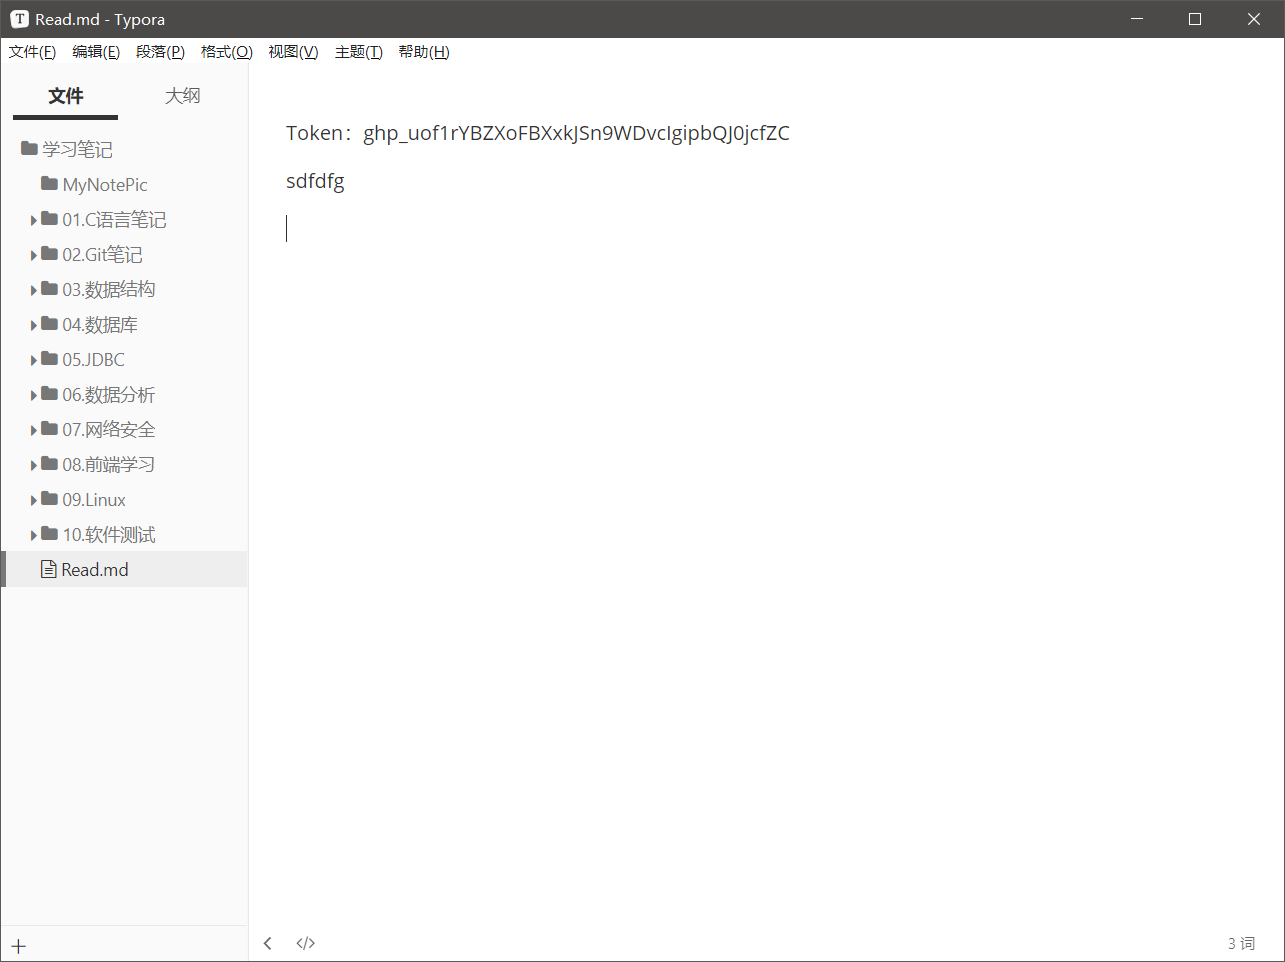 Read.md - Typora
文件(F) 编辑(E) 段落(P) 格式(O) 视图(V) 主题(T) 帮助(H)
文件 大纲
学习笔记
MyNotePic
01.C语言笔记
02.Git笔记
03.数据结构
04.数据库
05.JDBC
06.数据分析
07.网络安全
08.前端学习
09.Linux
10.软件测试
Read.md
Token：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
sdfdfg
3 词